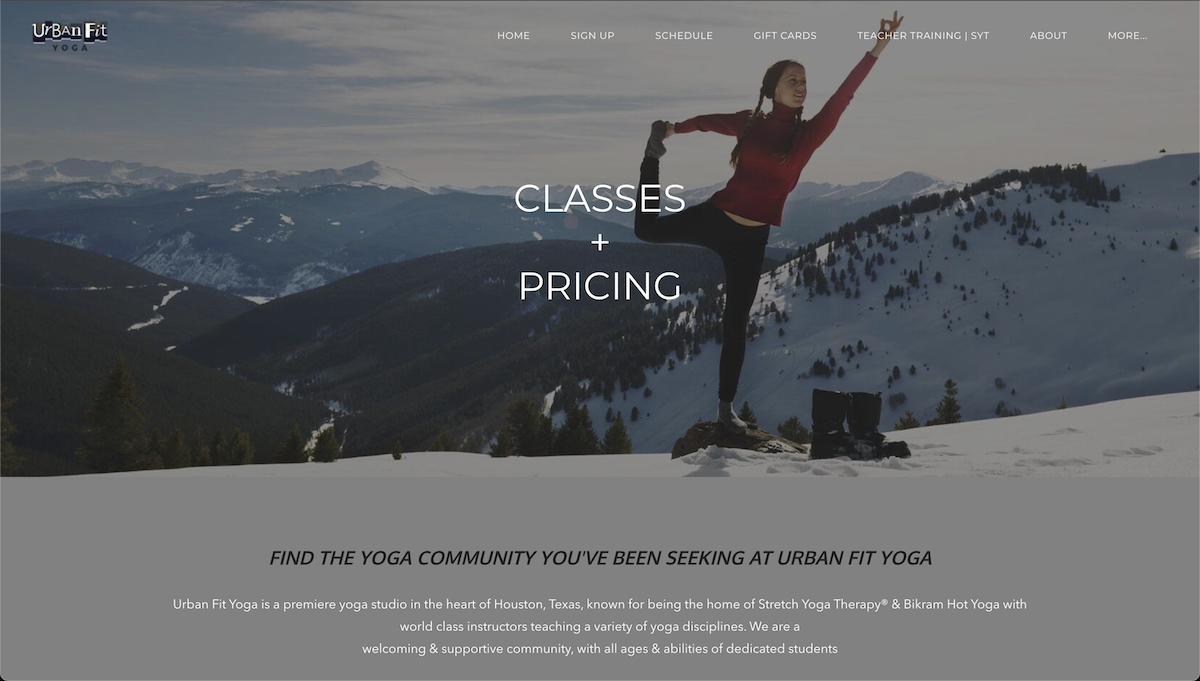 UrBan Fit
YOGA
HOME
SIGN UP
SCHEDULE
GIFT CARDS
TEACHER TRAINING | SYT
ABOUT
MORE...
CLASSES
+
PRICING
FIND THE YOGA COMMUNITY YOU'VE BEEN SEEKING AT URBAN FIT YOGA
Urban Fit Yoga is a premiere yoga studio in the heart of Houston, Texas, known for being the home of Stretch Yoga Therapy® & Bikram Hot Yoga with
world class instructors teaching a variety of yoga disciplines. We are a
welcoming & supportive community, with all ages & abilities of dedicated students